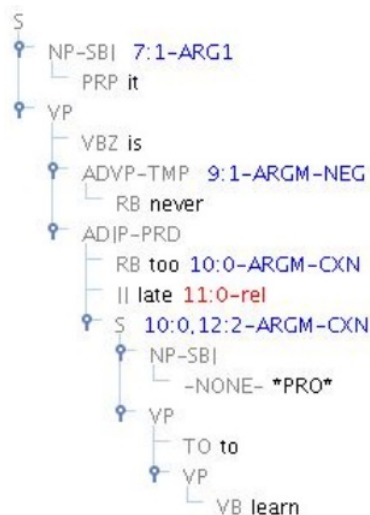 S
NP-SBJ 7:1-ARG1
PRP it
VP
VBZ is
ADVP-TMP 9:1-ARGM-NEG
RB never
ADJP-PRD
RB too 10:0-ARGM-CXN
JJ late 11:0-rel
S 10:0,12:2-ARGM-CXN
NP-SBJ
-NONE- *PRO*
VP
TO to
VP
VB learn